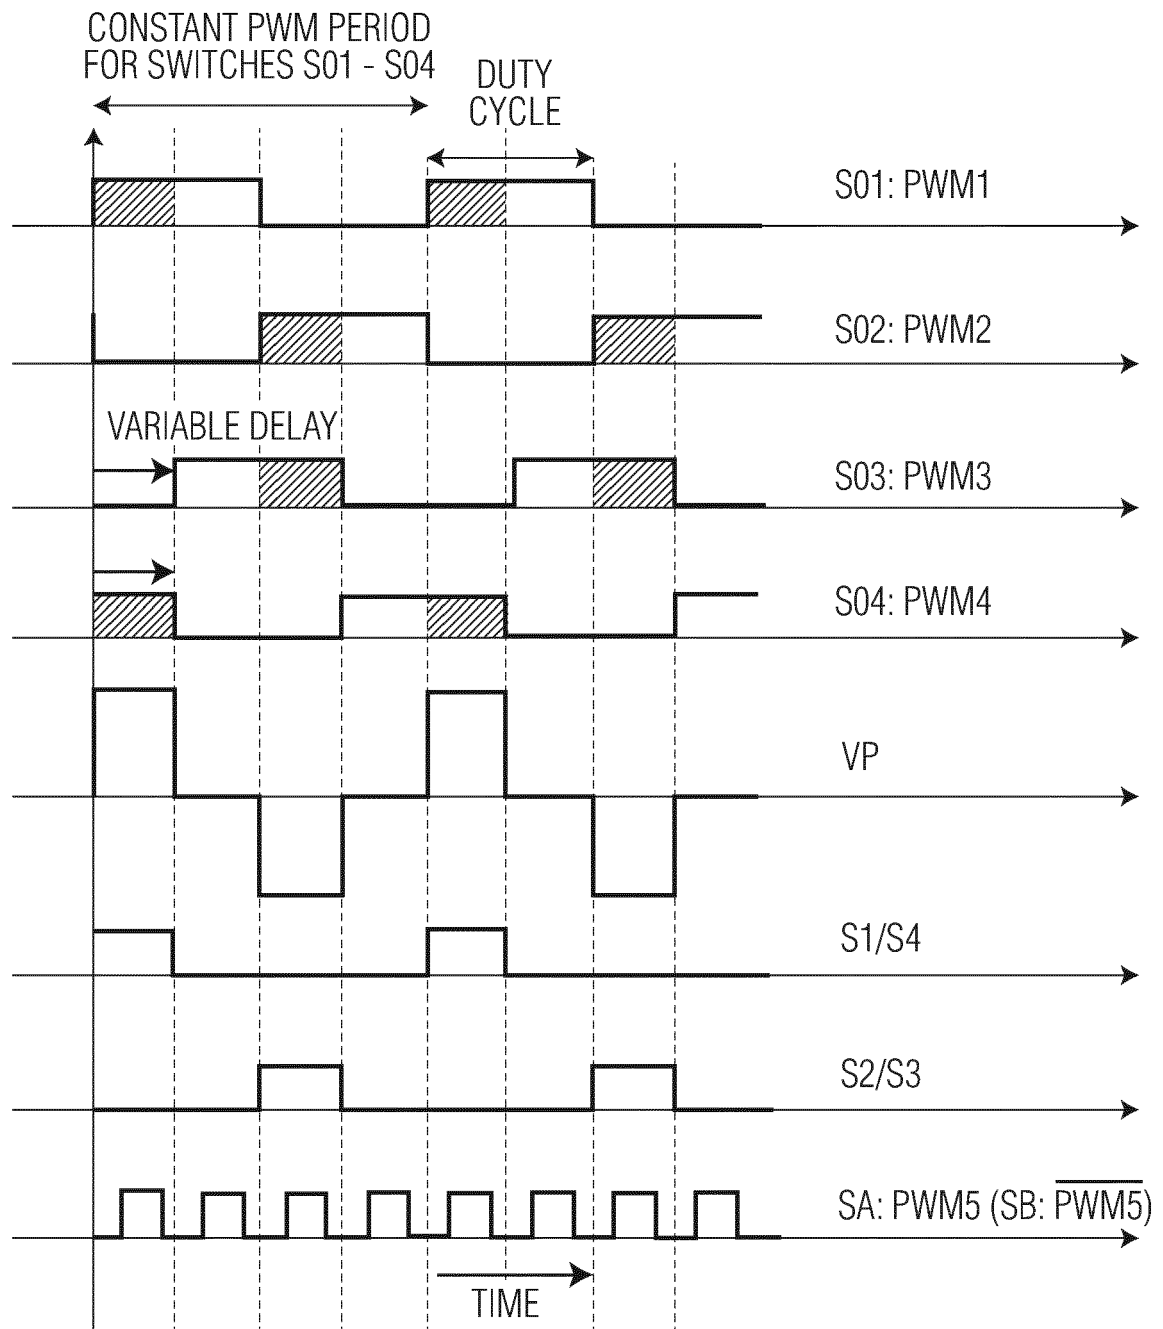 CONSTANT PWM PERIOD
FOR SWITCHES S01 - S04
DUTY
CYCLE
S01: PWM1
S02: PWM2
VARIABLE DELAY
S03: PWM3
S04: PWM4
VP
S1/S4
S2/S3
SA: PWM5 (SB: P̅W̅M̅5̅)
TIME